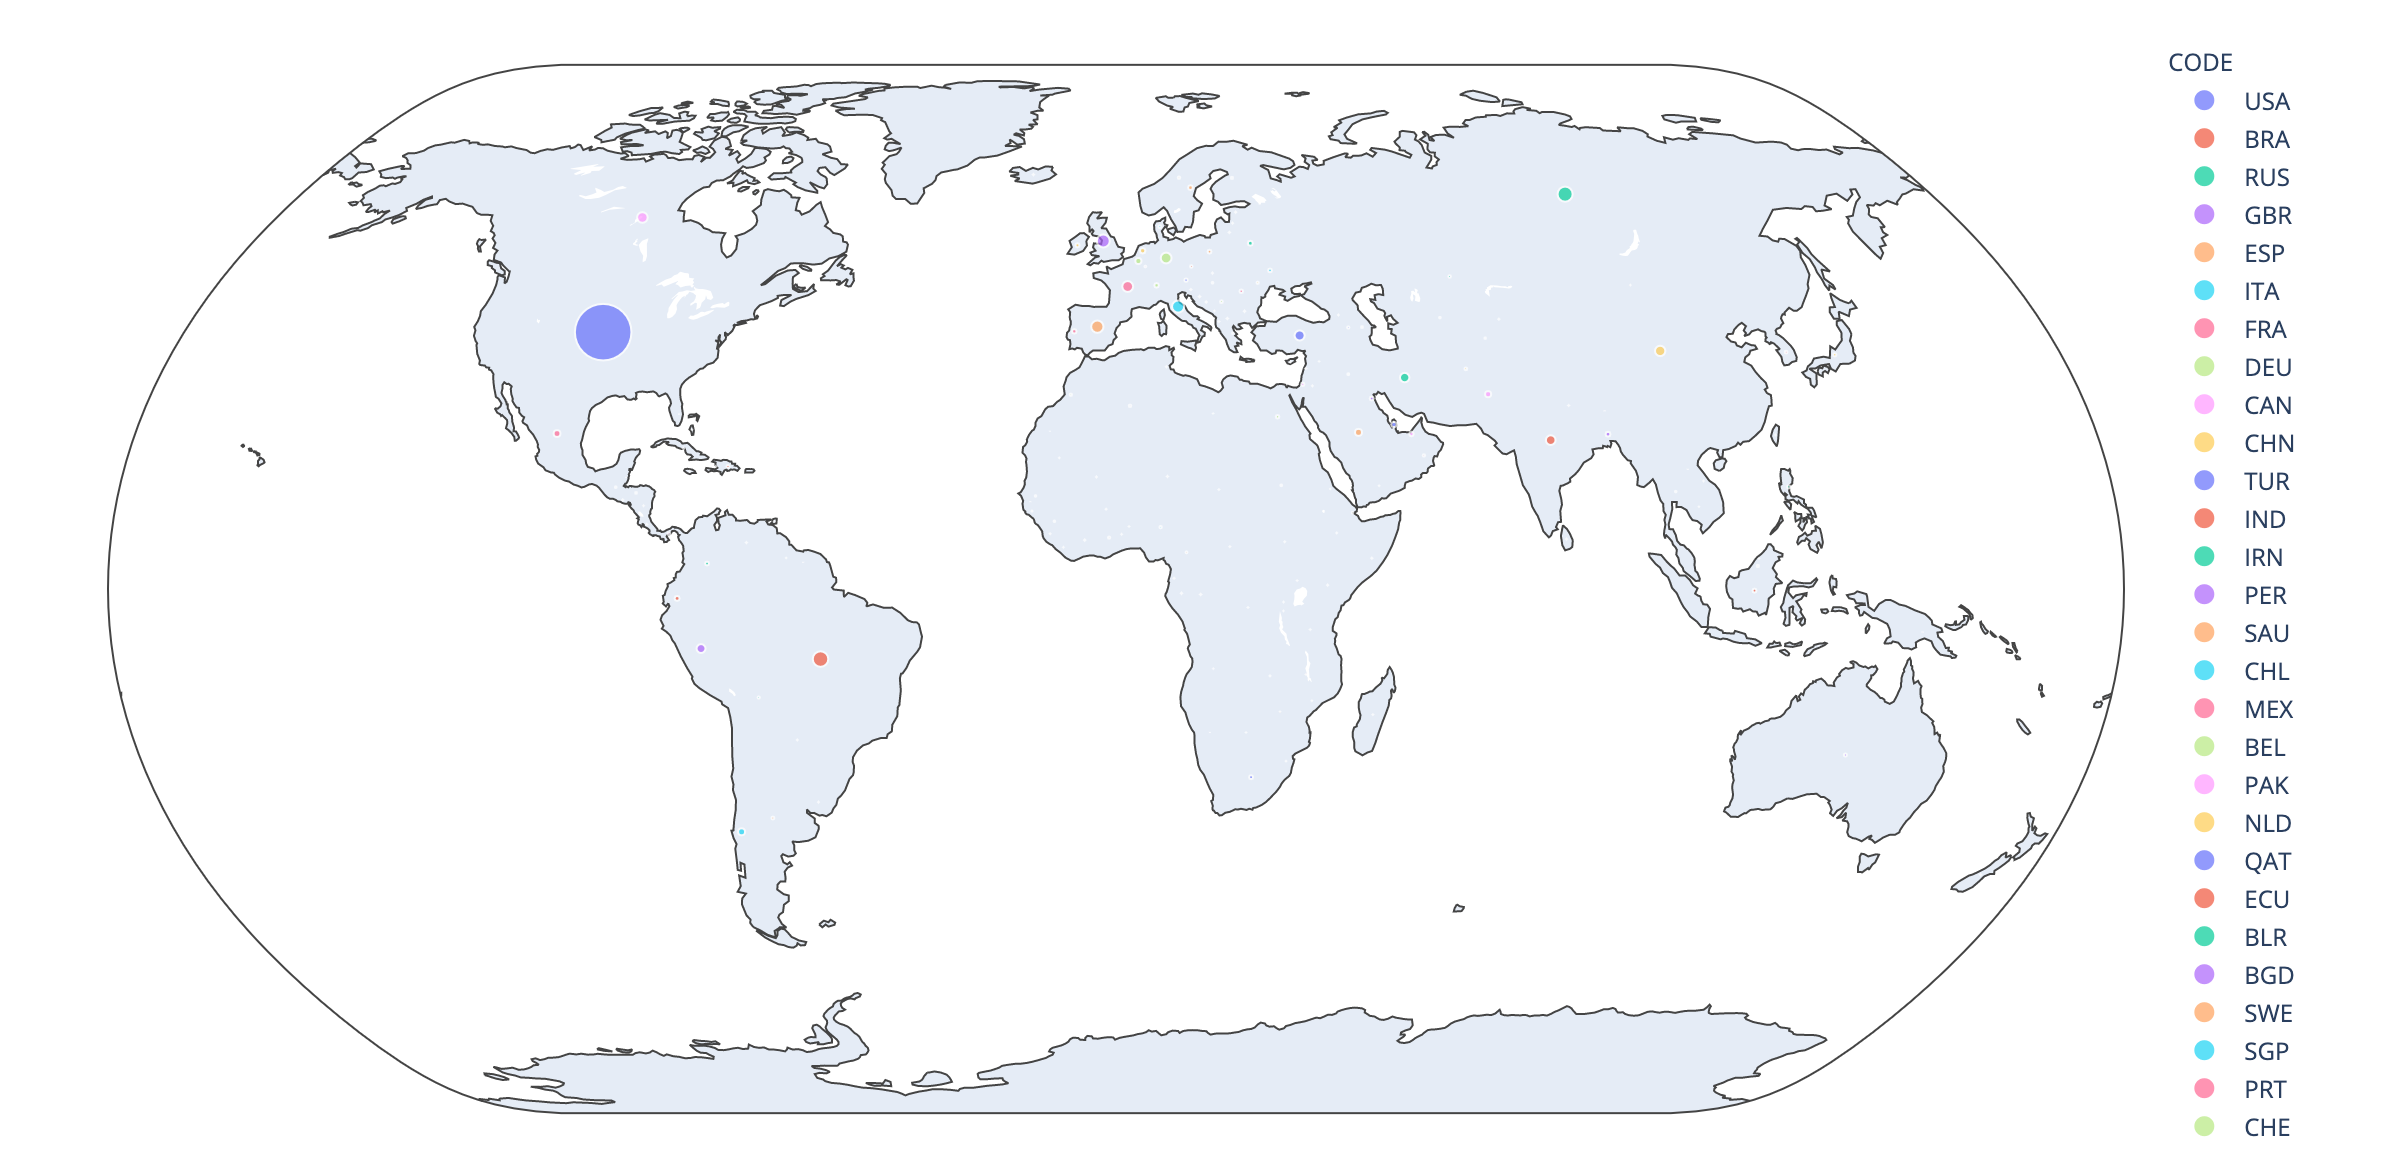 CODE
USA
BRA
RUS
GBR
ESP
ITA
FRA
DEU
CAN
CHN
TUR
IND
IRN
PER
SAU
CHL
MEX
BEL
PAK
NLD
QAT
ECU
BLR
BGD
SWE
SGP
PRT
CHE